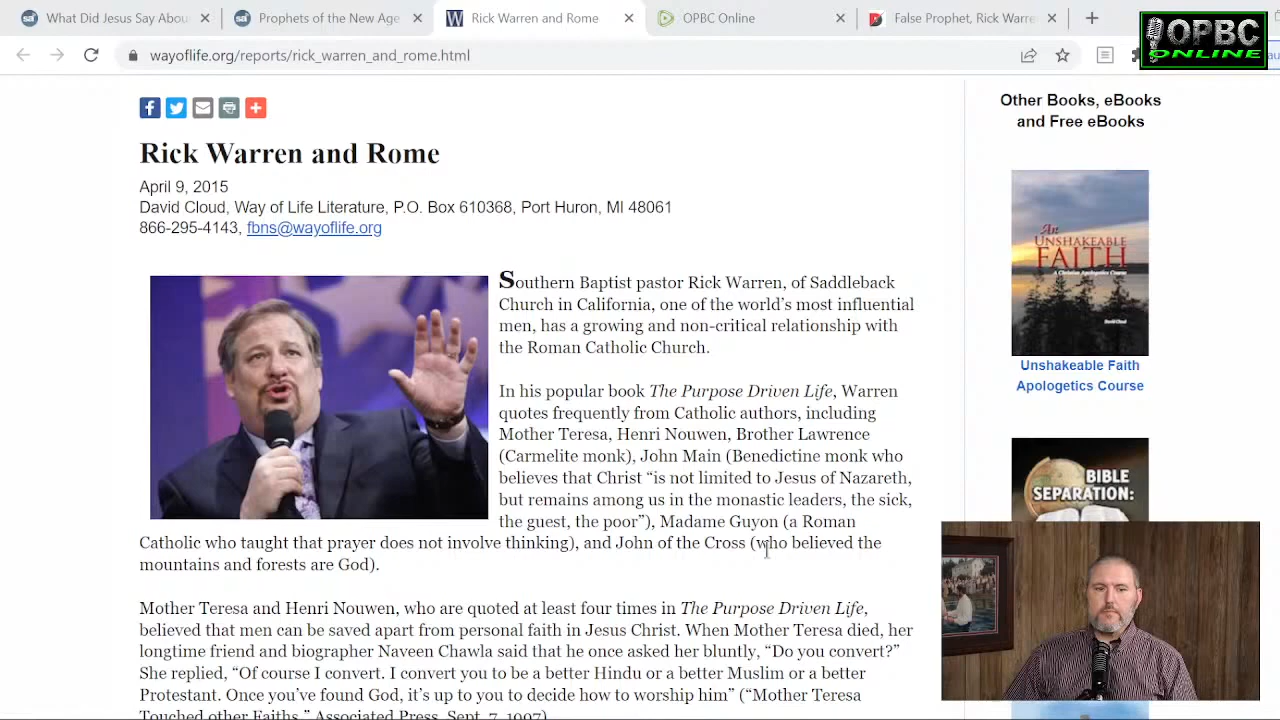 What Did Jesus Say Abou
Prophets of the New Age
Rick Warren and Rome
OPBC Online
False Prophet, Rick Warre
OPBC
ONLINE
wayoflife.org/reports/rick_warren_and_rome.html
Rick Warren and Rome
April 9, 2015
David Cloud, Way of Life Literature, P.O. Box 610368, Port Huron, MI 48061
866-295-4143, fbns@wayoflife.org
Southern Baptist pastor Rick Warren, of Saddleback
Church in California, one of the world's most influential
men, has a growing and non-critical relationship with
the Roman Catholic Church.
In his popular book The Purpose Driven Life, Warren
quotes frequently from Catholic authors, including
Mother Teresa, Henri Nouwen, Brother Lawrence
(Carmelite monk), John Main (Benedictine monk who
believes that Christ “is not limited to Jesus of Nazareth,
but remains among us in the monastic leaders, the sick,
the guest, the poor”), Madame Guyon (a Roman
Catholic who taught that prayer does not involve thinking), and John of the Cross (who believed the
mountains and forests are God).
Mother Teresa and Henri Nouwen, who are quoted at least four times in The Purpose Driven Life,
believed that men can be saved apart from personal faith in Jesus Christ. When Mother Teresa died, her
longtime friend and biographer Naveen Chawla said that he once asked her bluntly, “Do you convert?”
She replied, “Of course I convert. I convert you to be a better Hindu or a better Muslim or a better
Protestant. Once you've found God, it's up to you to decide how to worship him” (“Mother Teresa
Touched other Faiths,” Associated Press, Sept. 7, 1997)
Other Books, eBooks
and Free eBooks
An
UNSHAKEABLE
FAITH
A Christian Apologetics Course
David Cloud
Unshakeable Faith
Apologetics Course
BIBLE
SEPARATION: